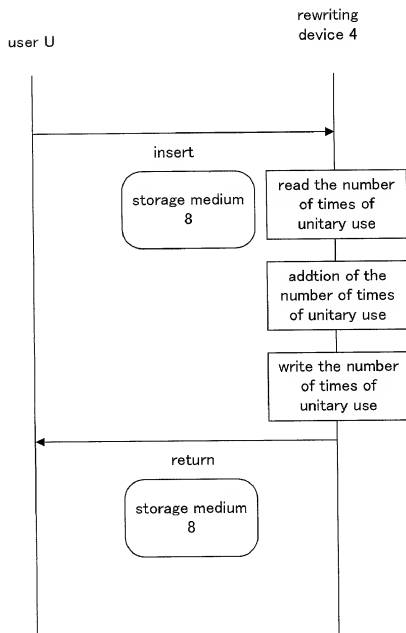 rewriting
device 4
user U
insert
storage medium
8
read the number
of times of
unitary use
addtion of the
number of times
of unitary use
write the number
of times of
unitary use
return
storage medium
8